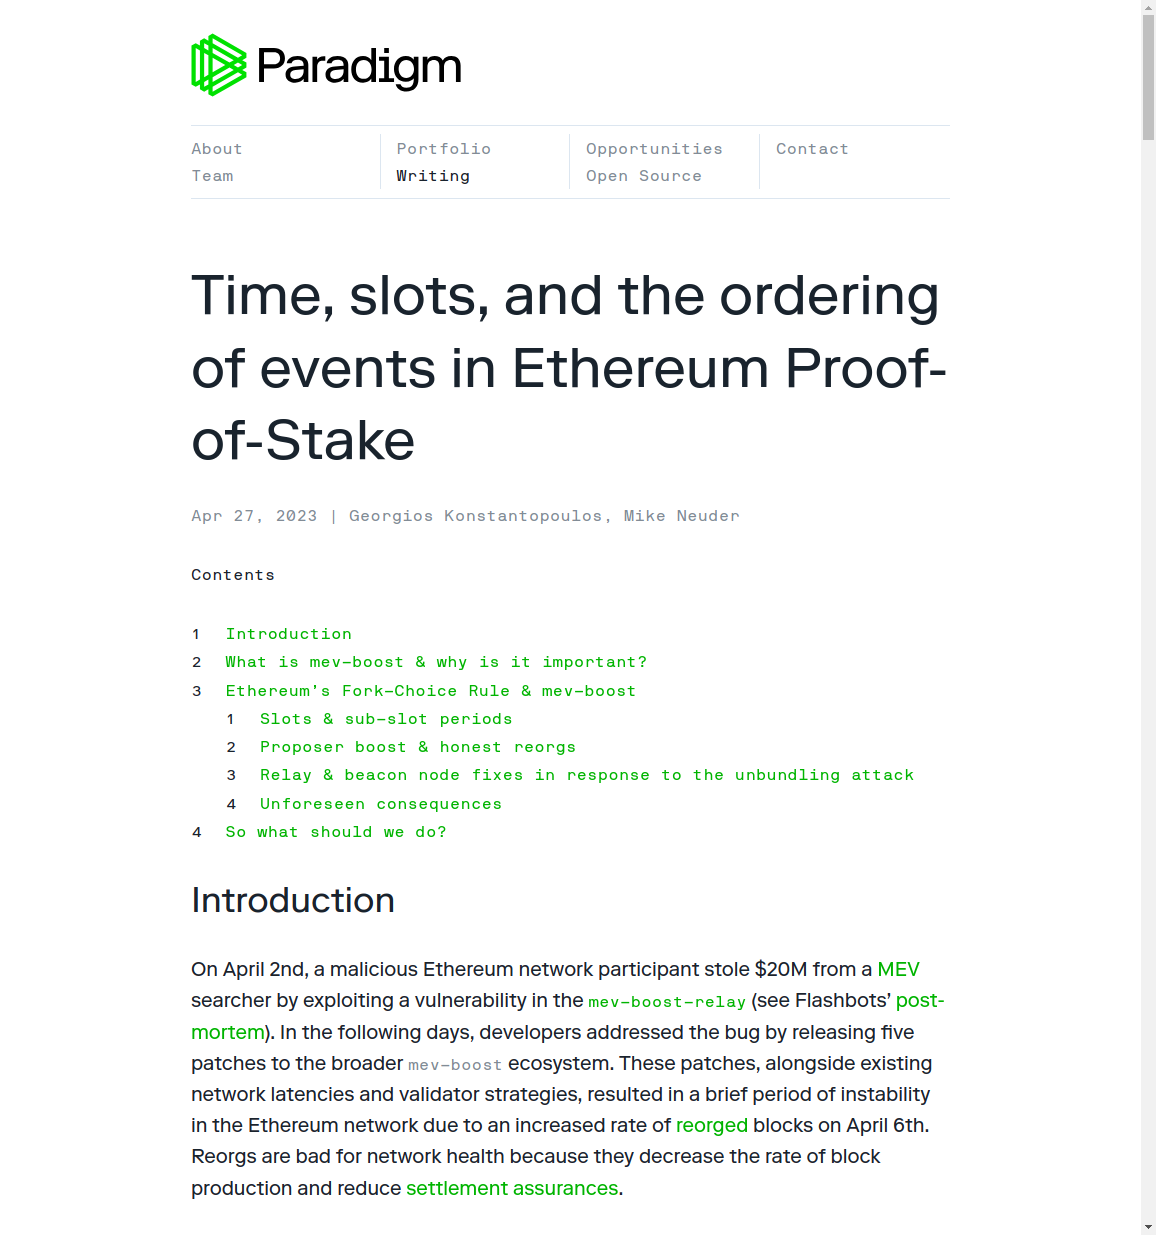 Paradigm
About
Team
Portfolio
Writing
Opportunities
Open Source
Contact
Time, slots, and the ordering
of events in Ethereum Proof-
of-Stake
Apr 27, 2023 | Georgios Konstantopoulos, Mike Neuder
Contents
1 Introduction
2 What is mev-boost & why is it important?
3 Ethereum's Fork-Choice Rule & mev-boost
1 Slots & sub-slot periods
2 Proposer boost & honest reorgs
3 Relay & beacon node fixes in response to the unbundling attack
4 Unforeseen consequences
4 So what should we do?
Introduction
On April 2nd, a malicious Ethereum network participant stole $20M from a MEV
searcher by exploiting a vulnerability in the mev-boost-relay (see Flashbots’ post-
mortem). In the following days, developers addressed the bug by releasing five
patches to the broader mev-boost ecosystem. These patches, alongside existing
network latencies and validator strategies, resulted in a brief period of instability
in the Ethereum network due to an increased rate of reorged blocks on April 6th.
Reorgs are bad for network health because they decrease the rate of block
production and reduce settlement assurances.